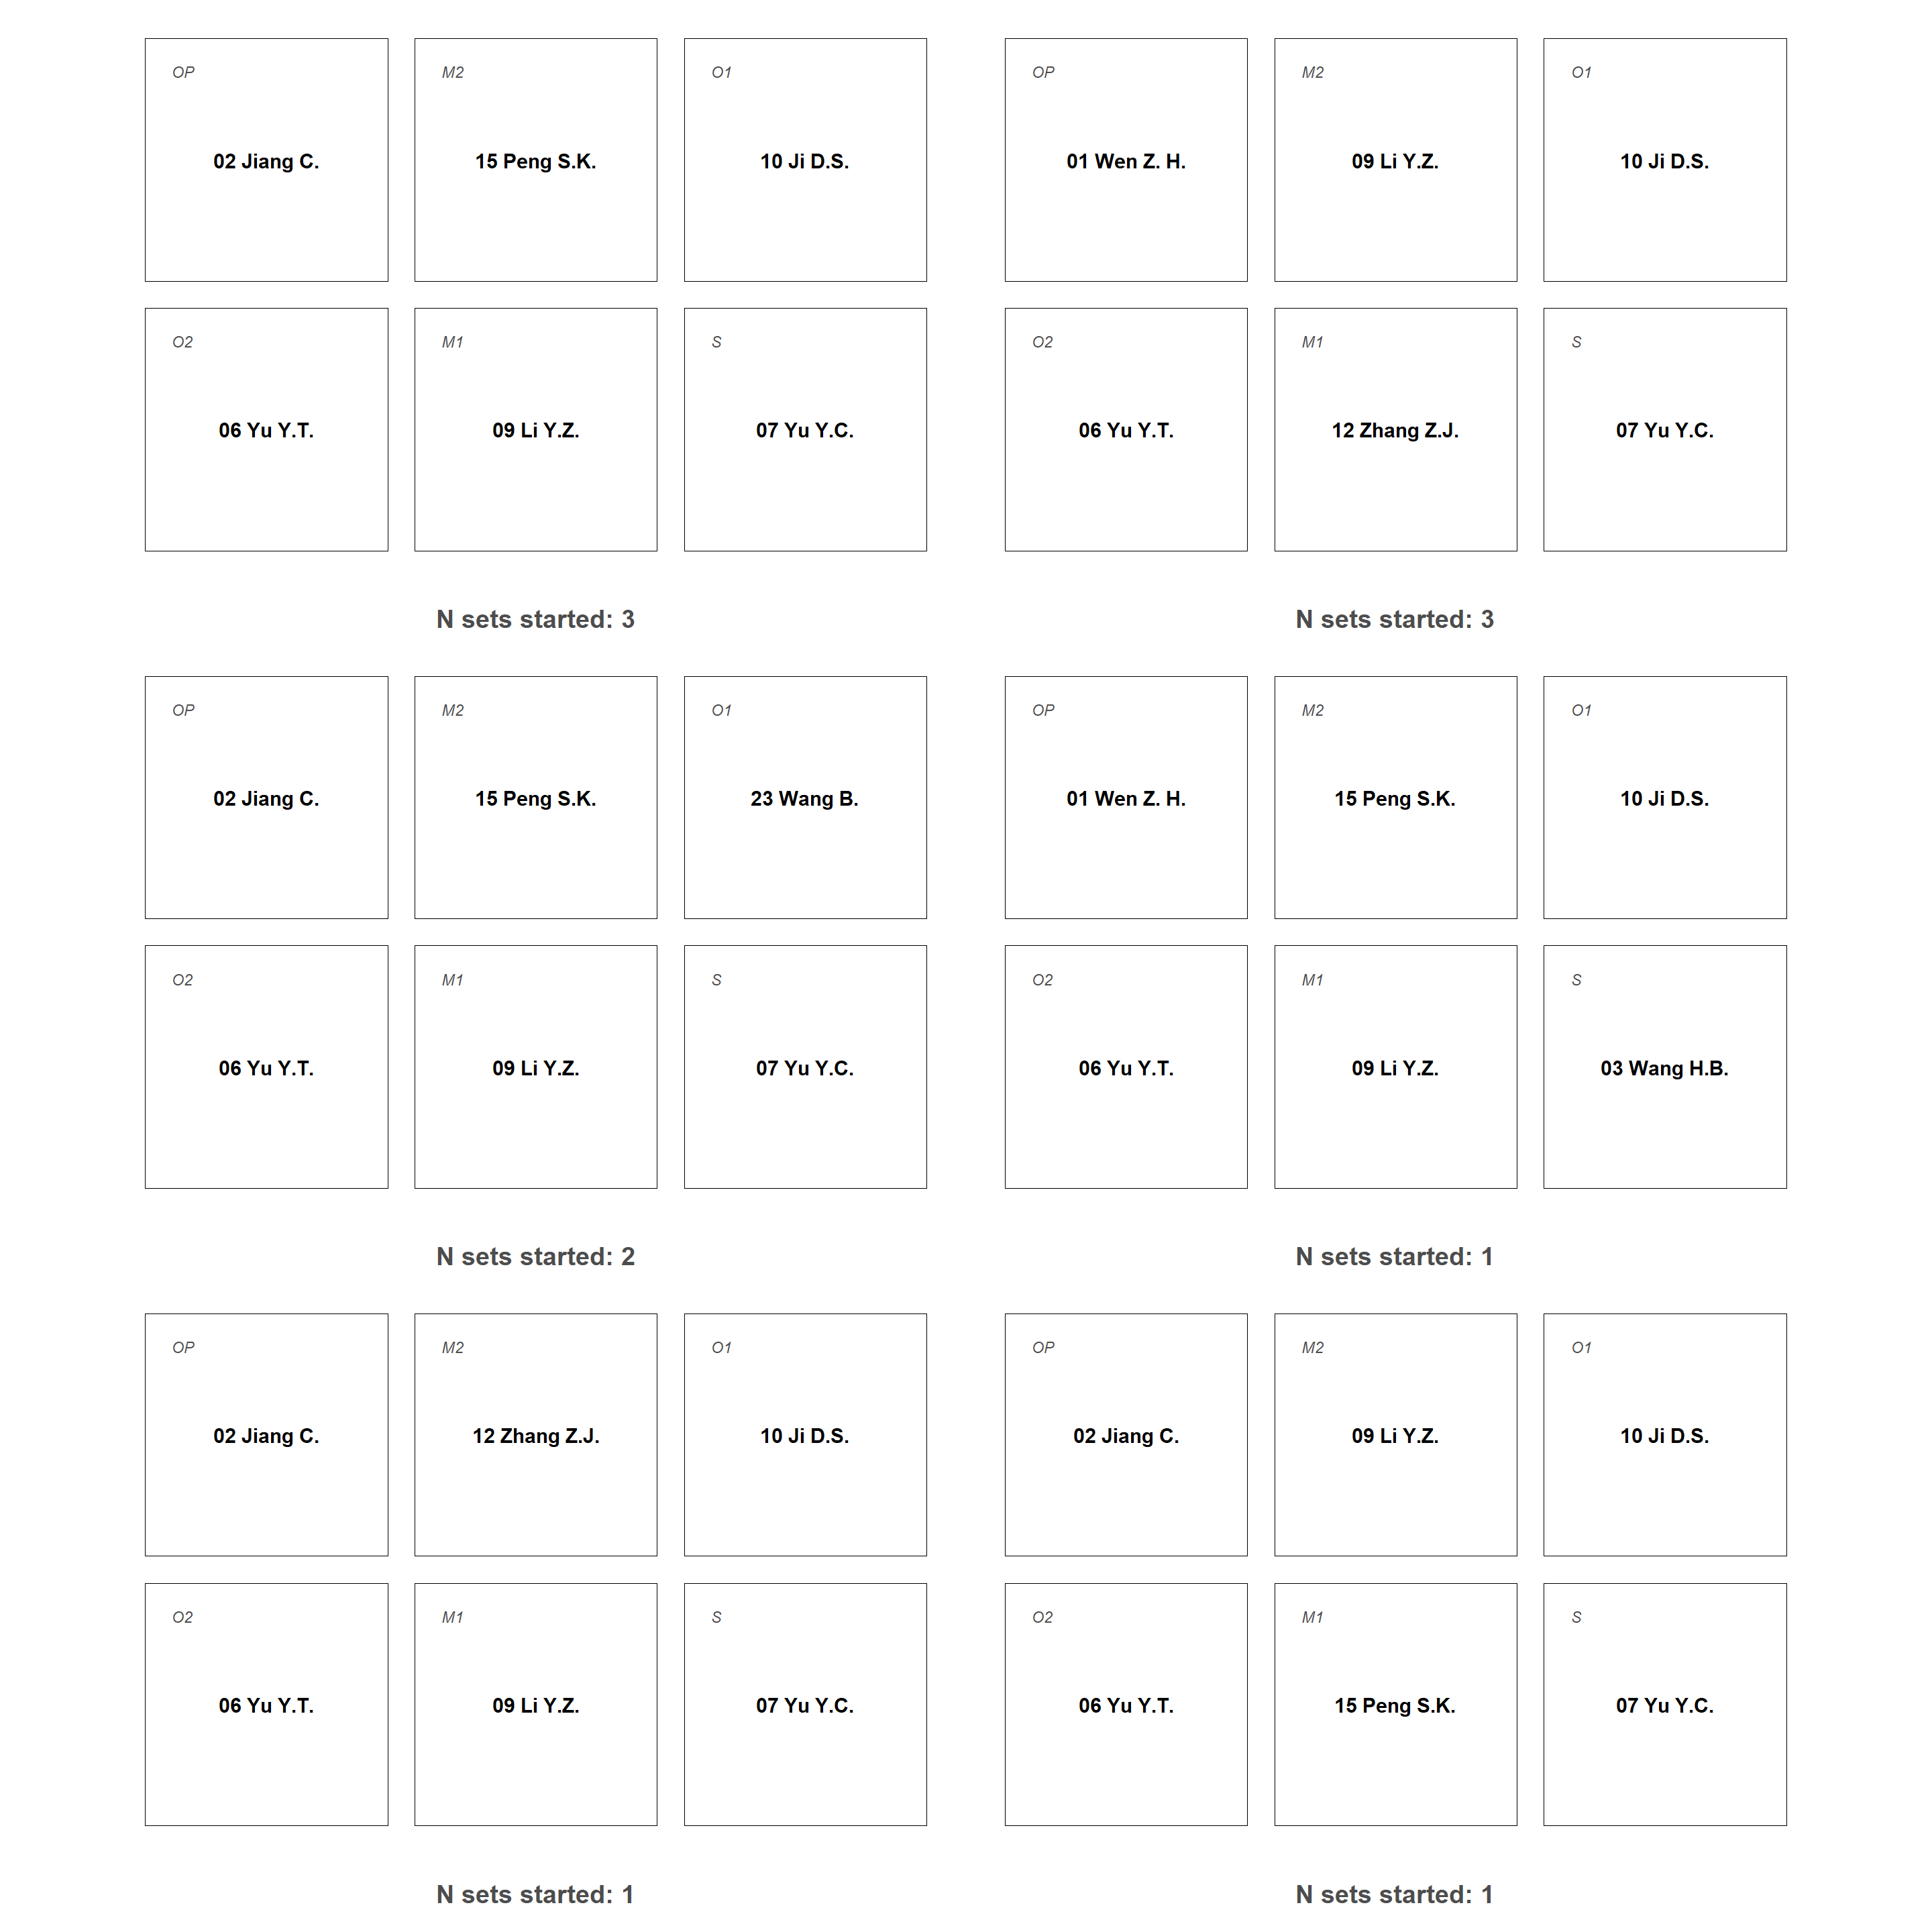 OP M2 O1
02 Jiang C. 15 Peng S.K. 10 Ji D.S.
O2 M1 S
06 Yu Y.T. 09 Li Y.Z. 07 Yu Y.C.
N sets started: 3
OP M2 O1
01 Wen Z. H. 09 Li Y.Z. 10 Ji D.S.
O2 M1 S
06 Yu Y.T. 12 Zhang Z.J. 07 Yu Y.C.
N sets started: 3
OP M2 O1
02 Jiang C. 15 Peng S.K. 23 Wang B.
O2 M1 S
06 Yu Y.T. 09 Li Y.Z. 07 Yu Y.C.
N sets started: 2
OP M2 O1
01 Wen Z. H. 15 Peng S.K. 10 Ji D.S.
O2 M1 S
06 Yu Y.T. 09 Li Y.Z. 03 Wang H.B.
N sets started: 1
OP M2 O1
02 Jiang C. 12 Zhang Z.J. 10 Ji D.S.
O2 M1 S
06 Yu Y.T. 09 Li Y.Z. 07 Yu Y.C.
N sets started: 1
OP M2 O1
02 Jiang C. 09 Li Y.Z. 10 Ji D.S.
O2 M1 S
06 Yu Y.T. 15 Peng S.K. 07 Yu Y.C.
N sets started: 1